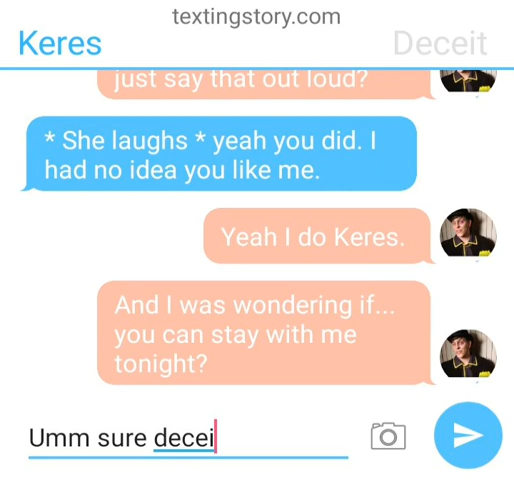 textingstory.com
Keres
Deceit
just say that out loud?
* She laughs * yeah you did. I
had no idea you like me.
Yeah I do Keres.
And I was wondering if...
you can stay with me
tonight?
Umm sure decei